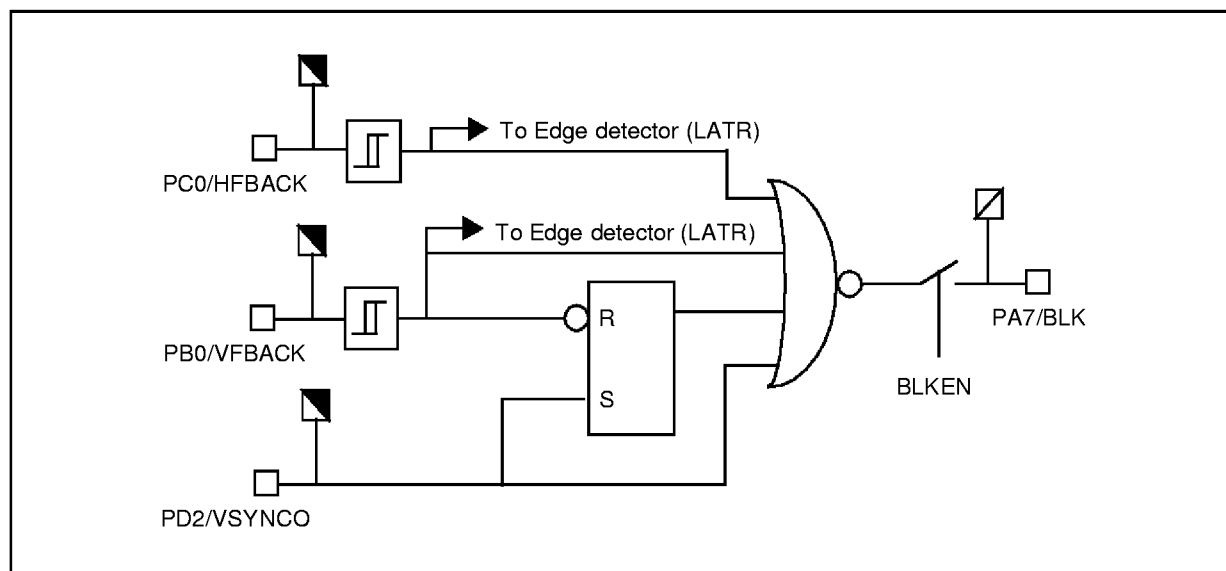 To Edge detector (LATR)
PC0/HFBACK
To Edge detector (LATR)
PB0/VFBACK
R
S
PA7/BLK
BLKEN
PD2/VSYNCO